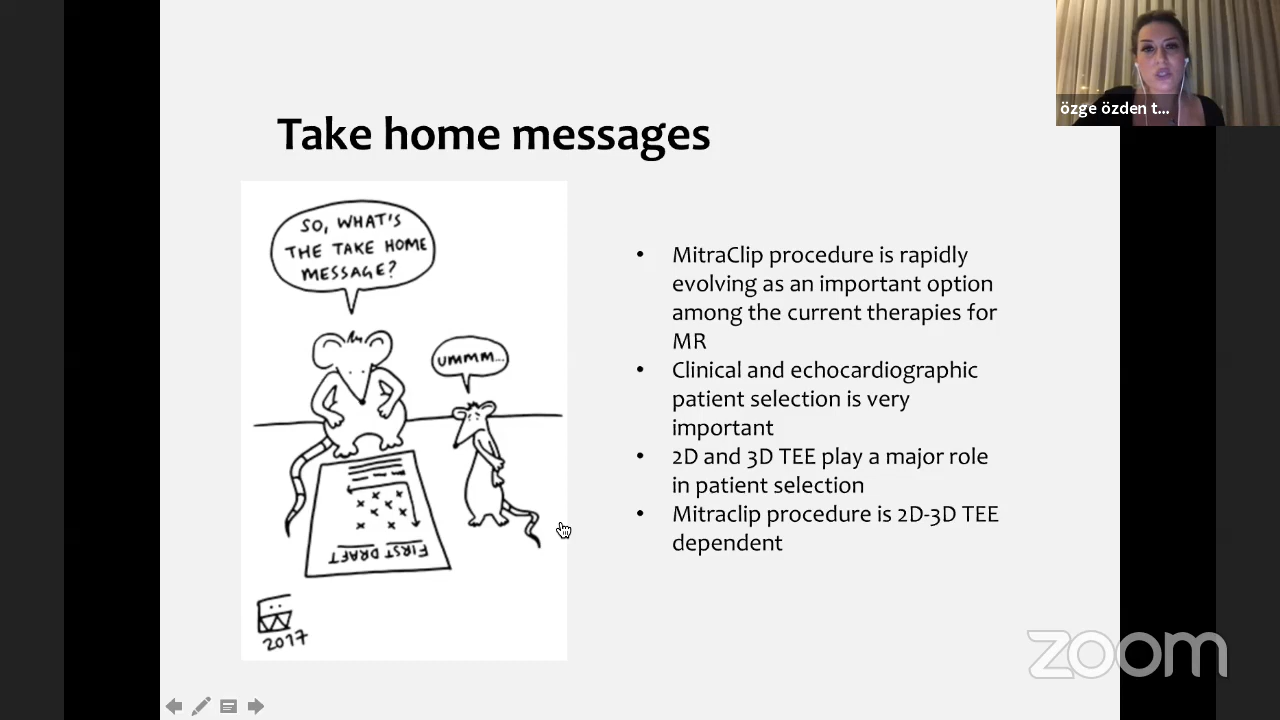 özge özden t...
Take home messages
SO, WHAT'S
THE TAKE HOME
MESSAGE?
UMMM...
FIRST DRAFT
2017
• MitraClip procedure is rapidly
evolving as an important option
among the current therapies for
MR
• Clinical and echocardiographic
patient selection is very
important
• 2D and 3D TEE play a major role
in patient selection
• Mitraclip procedure is 2D-3D TEE
dependent
zoom